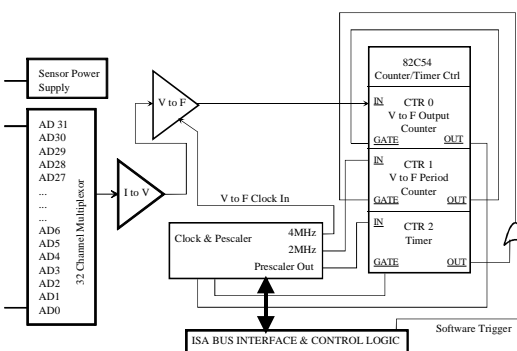 Sensor Power
Supply
AD 31
AD30
AD29
AD28
AD27
...
...
...
AD6
AD5
AD4
AD3
AD2
AD1
AD0
32 Channel Multiplexor
I to V
V to F
V to F Clock In
Clock & Pescaler
4MHz
2MHz
Prescaler Out
82C54
Counter/Timer Ctrl
IN
CTR 0
V to F Output
Counter
GATE
OUT
IN
CTR 1
V to F Period
Counter
GATE
OUT
IN
CTR 2
Timer
GATE
OUT
Software Trigger
ISA BUS INTERFACE & CONTROL LOGIC